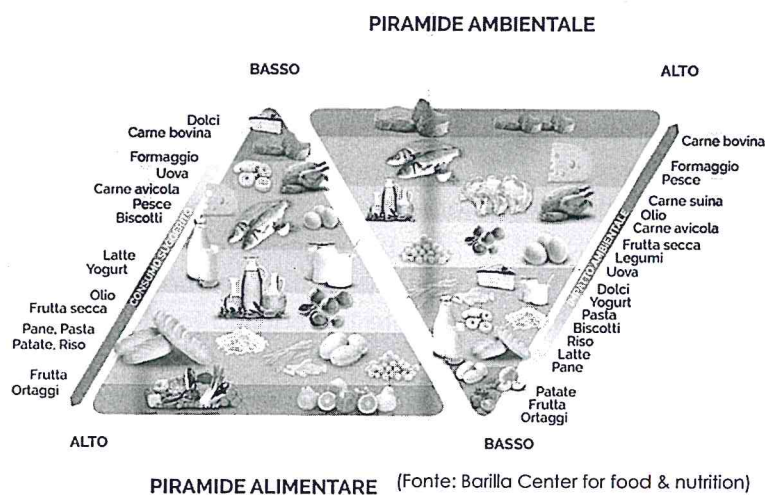 PIRAMIDE AMBIENTALE
BASSO
ALTO
Dolci
Carne bovina
Formaggio
Uova
Carne avicola
Pesce
Biscotti
Latte
Yogurt
Olio
Frutta secca
Pane, Pasta
Patate, Riso
Frutta
Ortaggi
CONSUMO SUGGERITO
Carne bovina
Formaggio
Pesce
Carne suina
Olio
Carne avicola
Frutta secca
Legumi
Uova
Dolci
Yogurt
Pasta
Biscotti
Riso
Latte
Pane
Patate
Frutta
Ortaggi
IMPATTO AMBIENTALE
ALTO
BASSO
PIRAMIDE ALIMENTARE (Fonte: Barilla Center for food & nutrition)